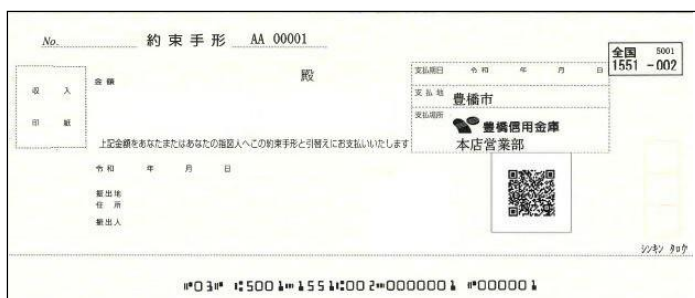 No. 約束手形 AA 00001
全国 5001
1551-002
収入
印紙
金額
殿
支払期日 令和 年 月 日
支払地 豊橋市
支払場所 豊橋信用金庫
本店営業部
上記金額をあなたまたはあなたの指図人へこの約束手形と引替えにお支払いいたします
令和 年 月 日
振出地
住所
振出人
シンキン タロウ
⑈03⑈ ⑆5001⑉1551⑆002⑉0000001 ⑈00001